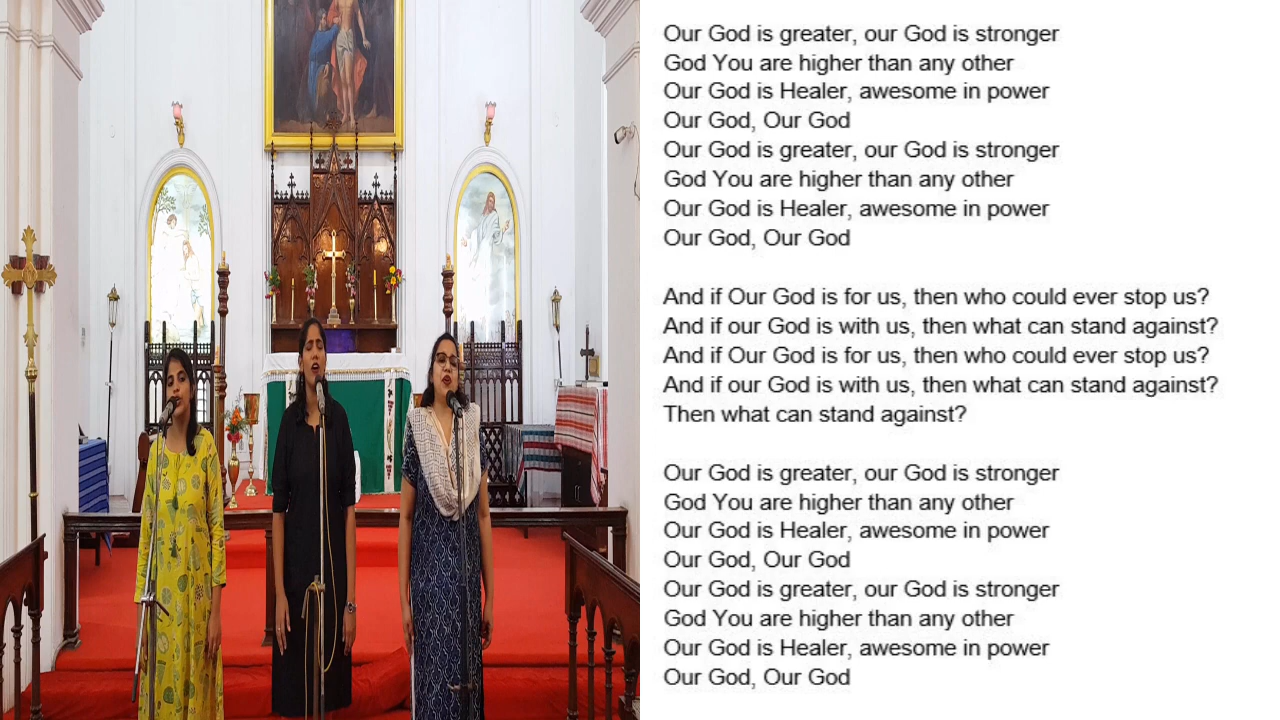 Our God is greater, our God is stronger
God You are higher than any other
Our God is Healer, awesome in power
Our God, Our God
Our God is greater, our God is stronger
God You are higher than any other
Our God is Healer, awesome in power
Our God, Our God
And if Our God is for us, then who could ever stop us?
And if our God is with us, then what can stand against?
And if Our God is for us, then who could ever stop us?
And if our God is with us, then what can stand against?
Then what can stand against?
Our God is greater, our God is stronger
God You are higher than any other
Our God is Healer, awesome in power
Our God, Our God
Our God is greater, our God is stronger
God You are higher than any other
Our God is Healer, awesome in power
Our God, Our God